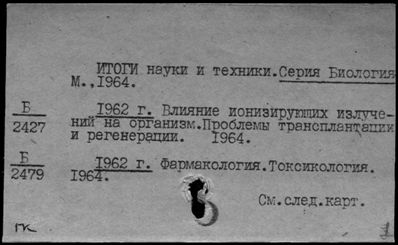 ИТОГИ науки и техники.Серия Биология
М.,1964.
Б
2427
1962 г. Влияние ионизирующих излуче-
ний на организм.Проблемы трансплантации
и регенерации. 1964.
Б
2479
1962 г. Фармакология.Токсикология.
1964.
См.след.карт.
ГК